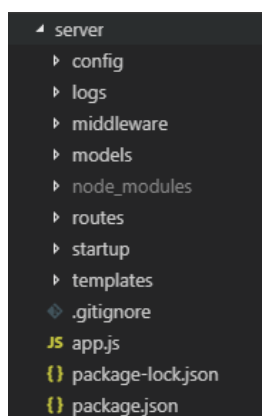 server
config
logs
middleware
models
node_modules
routes
startup
templates
.gitignore
JS app.js
{} package-lock.json
{} package.json